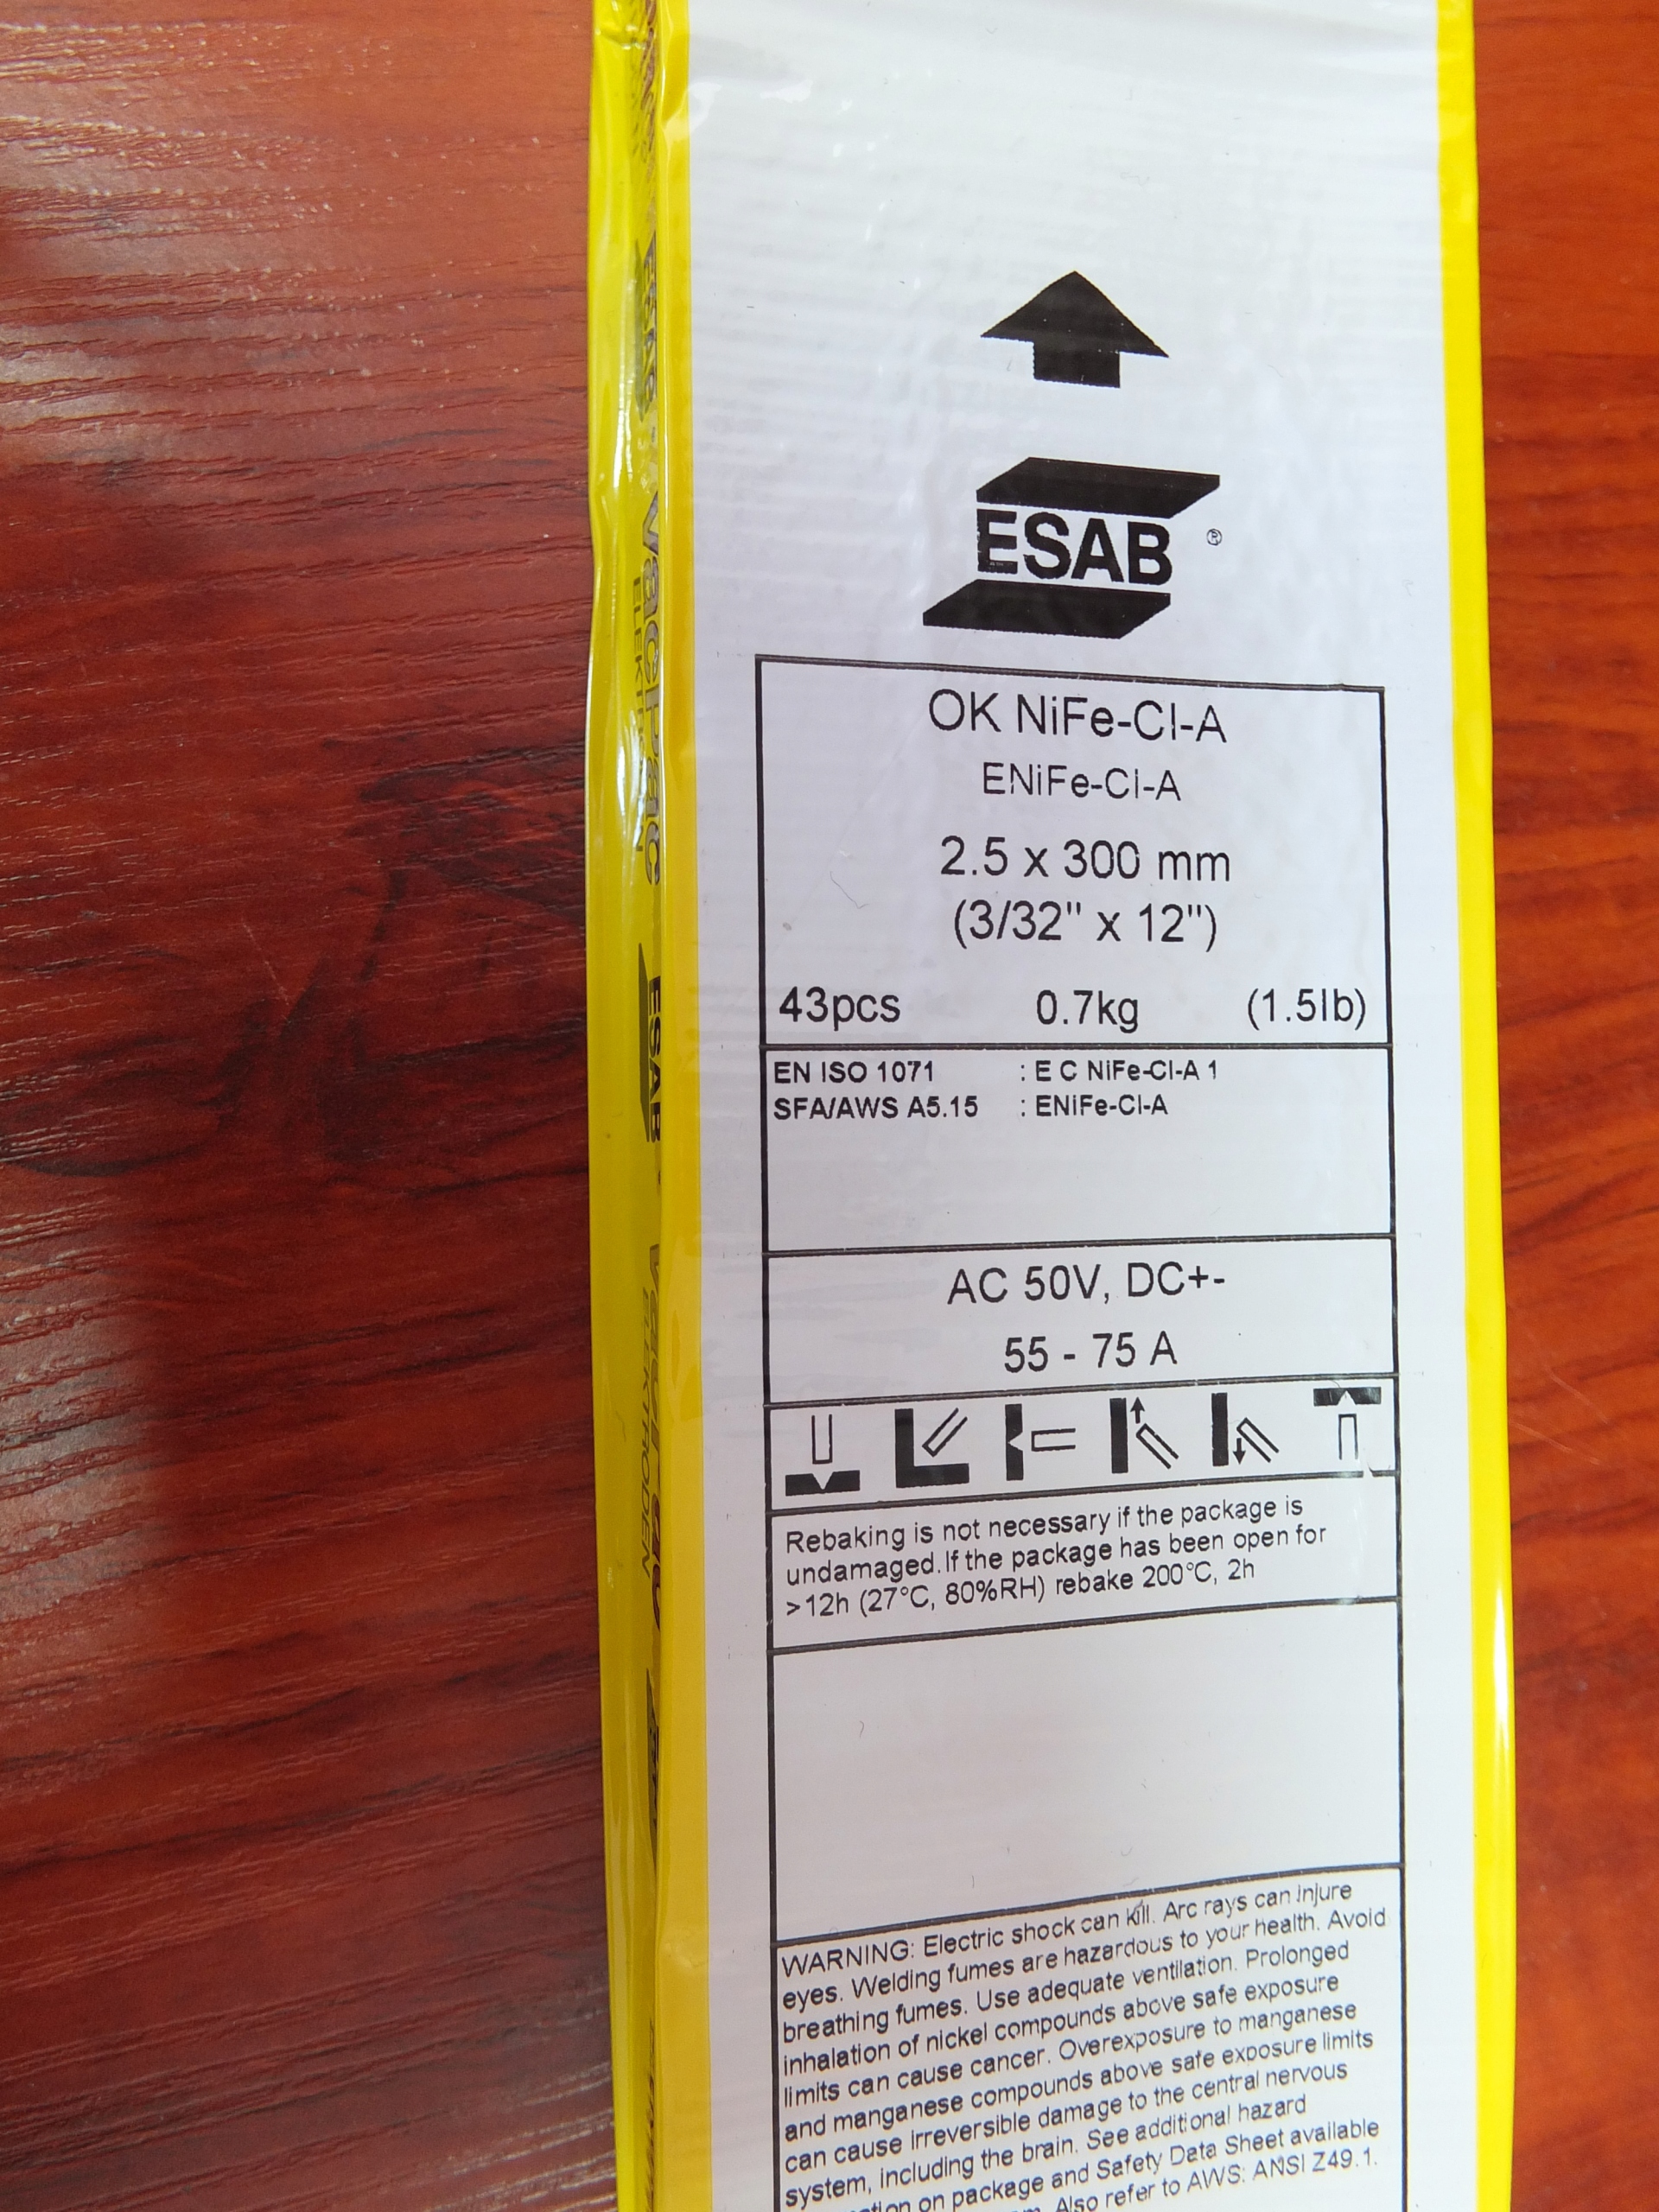 ESAB ®
OK NiFe-CI-A
ENiFe-CI-A
2.5 x 300 mm
(3/32" x 12")
43pcs 0.7kg (1.5lb)
EN ISO 1071 : E C NiFe-CI-A 1
SFA/AWS A5.15 : ENiFe-CI-A
AC 50V, DC+-
55 - 75 A
Rebaking is not necessary if the package is
undamaged. If the package has been open for
>12h (27°C, 80%RH) rebake 200°C, 2h
WARNING: Electric shock can kill. Arc rays can injure
eyes. Welding fumes are hazardous to your health. Avoid
breathing fumes. Use adequate ventilation. Prolonged
inhalation of nickel compounds above safe exposure
limits can cause cancer. Overexposure to manganese
and manganese compounds above safe exposure limits
can cause irreversible damage to the central nervous
system, including the brain. See additional hazard
on package and Safety Data Sheet available
Also refer to AWS: ANSI Z49.1.
ESAB VacPac
ESAB VacPac
ELEKTRODEN